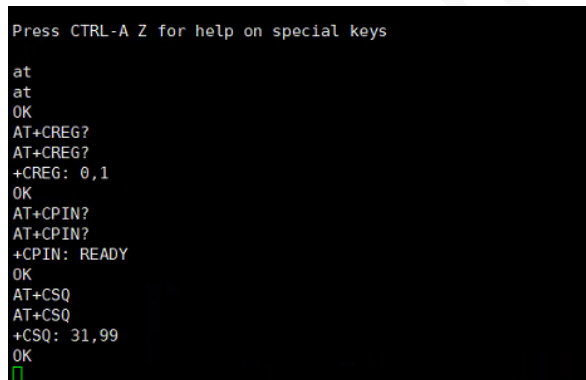 Press CTRL-A Z for help on special keys
at
at
OK
AT+CREG?
AT+CREG?
+CREG: 0,1
OK
AT+CPIN?
AT+CPIN?
+CPIN: READY
OK
AT+CSQ
AT+CSQ
+CSQ: 31,99
OK